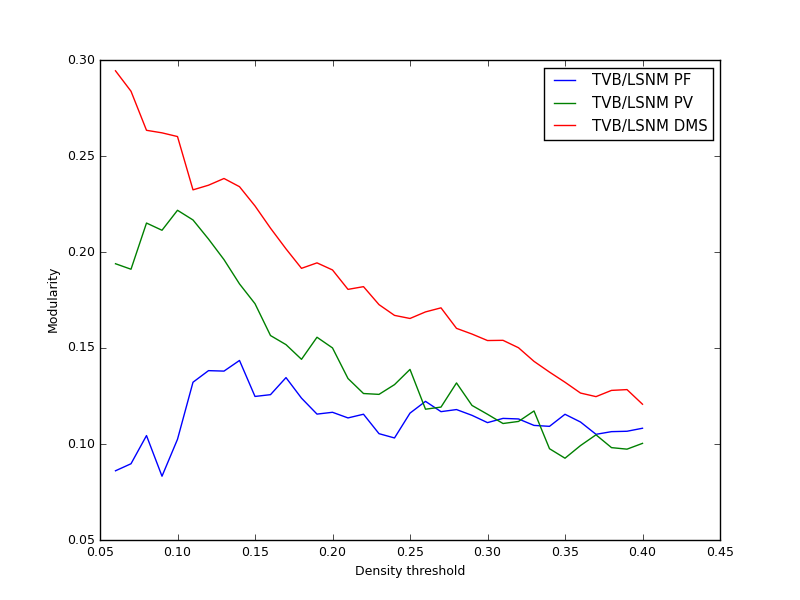 0.30
0.25
0.20
0.15
0.10
0.05
Modularity
TVB/LSNM PF
TVB/LSNM PV
TVB/LSNM DMS
0.05 0.10 0.15 0.20 0.25 0.30 0.35 0.40 0.45
Density threshold